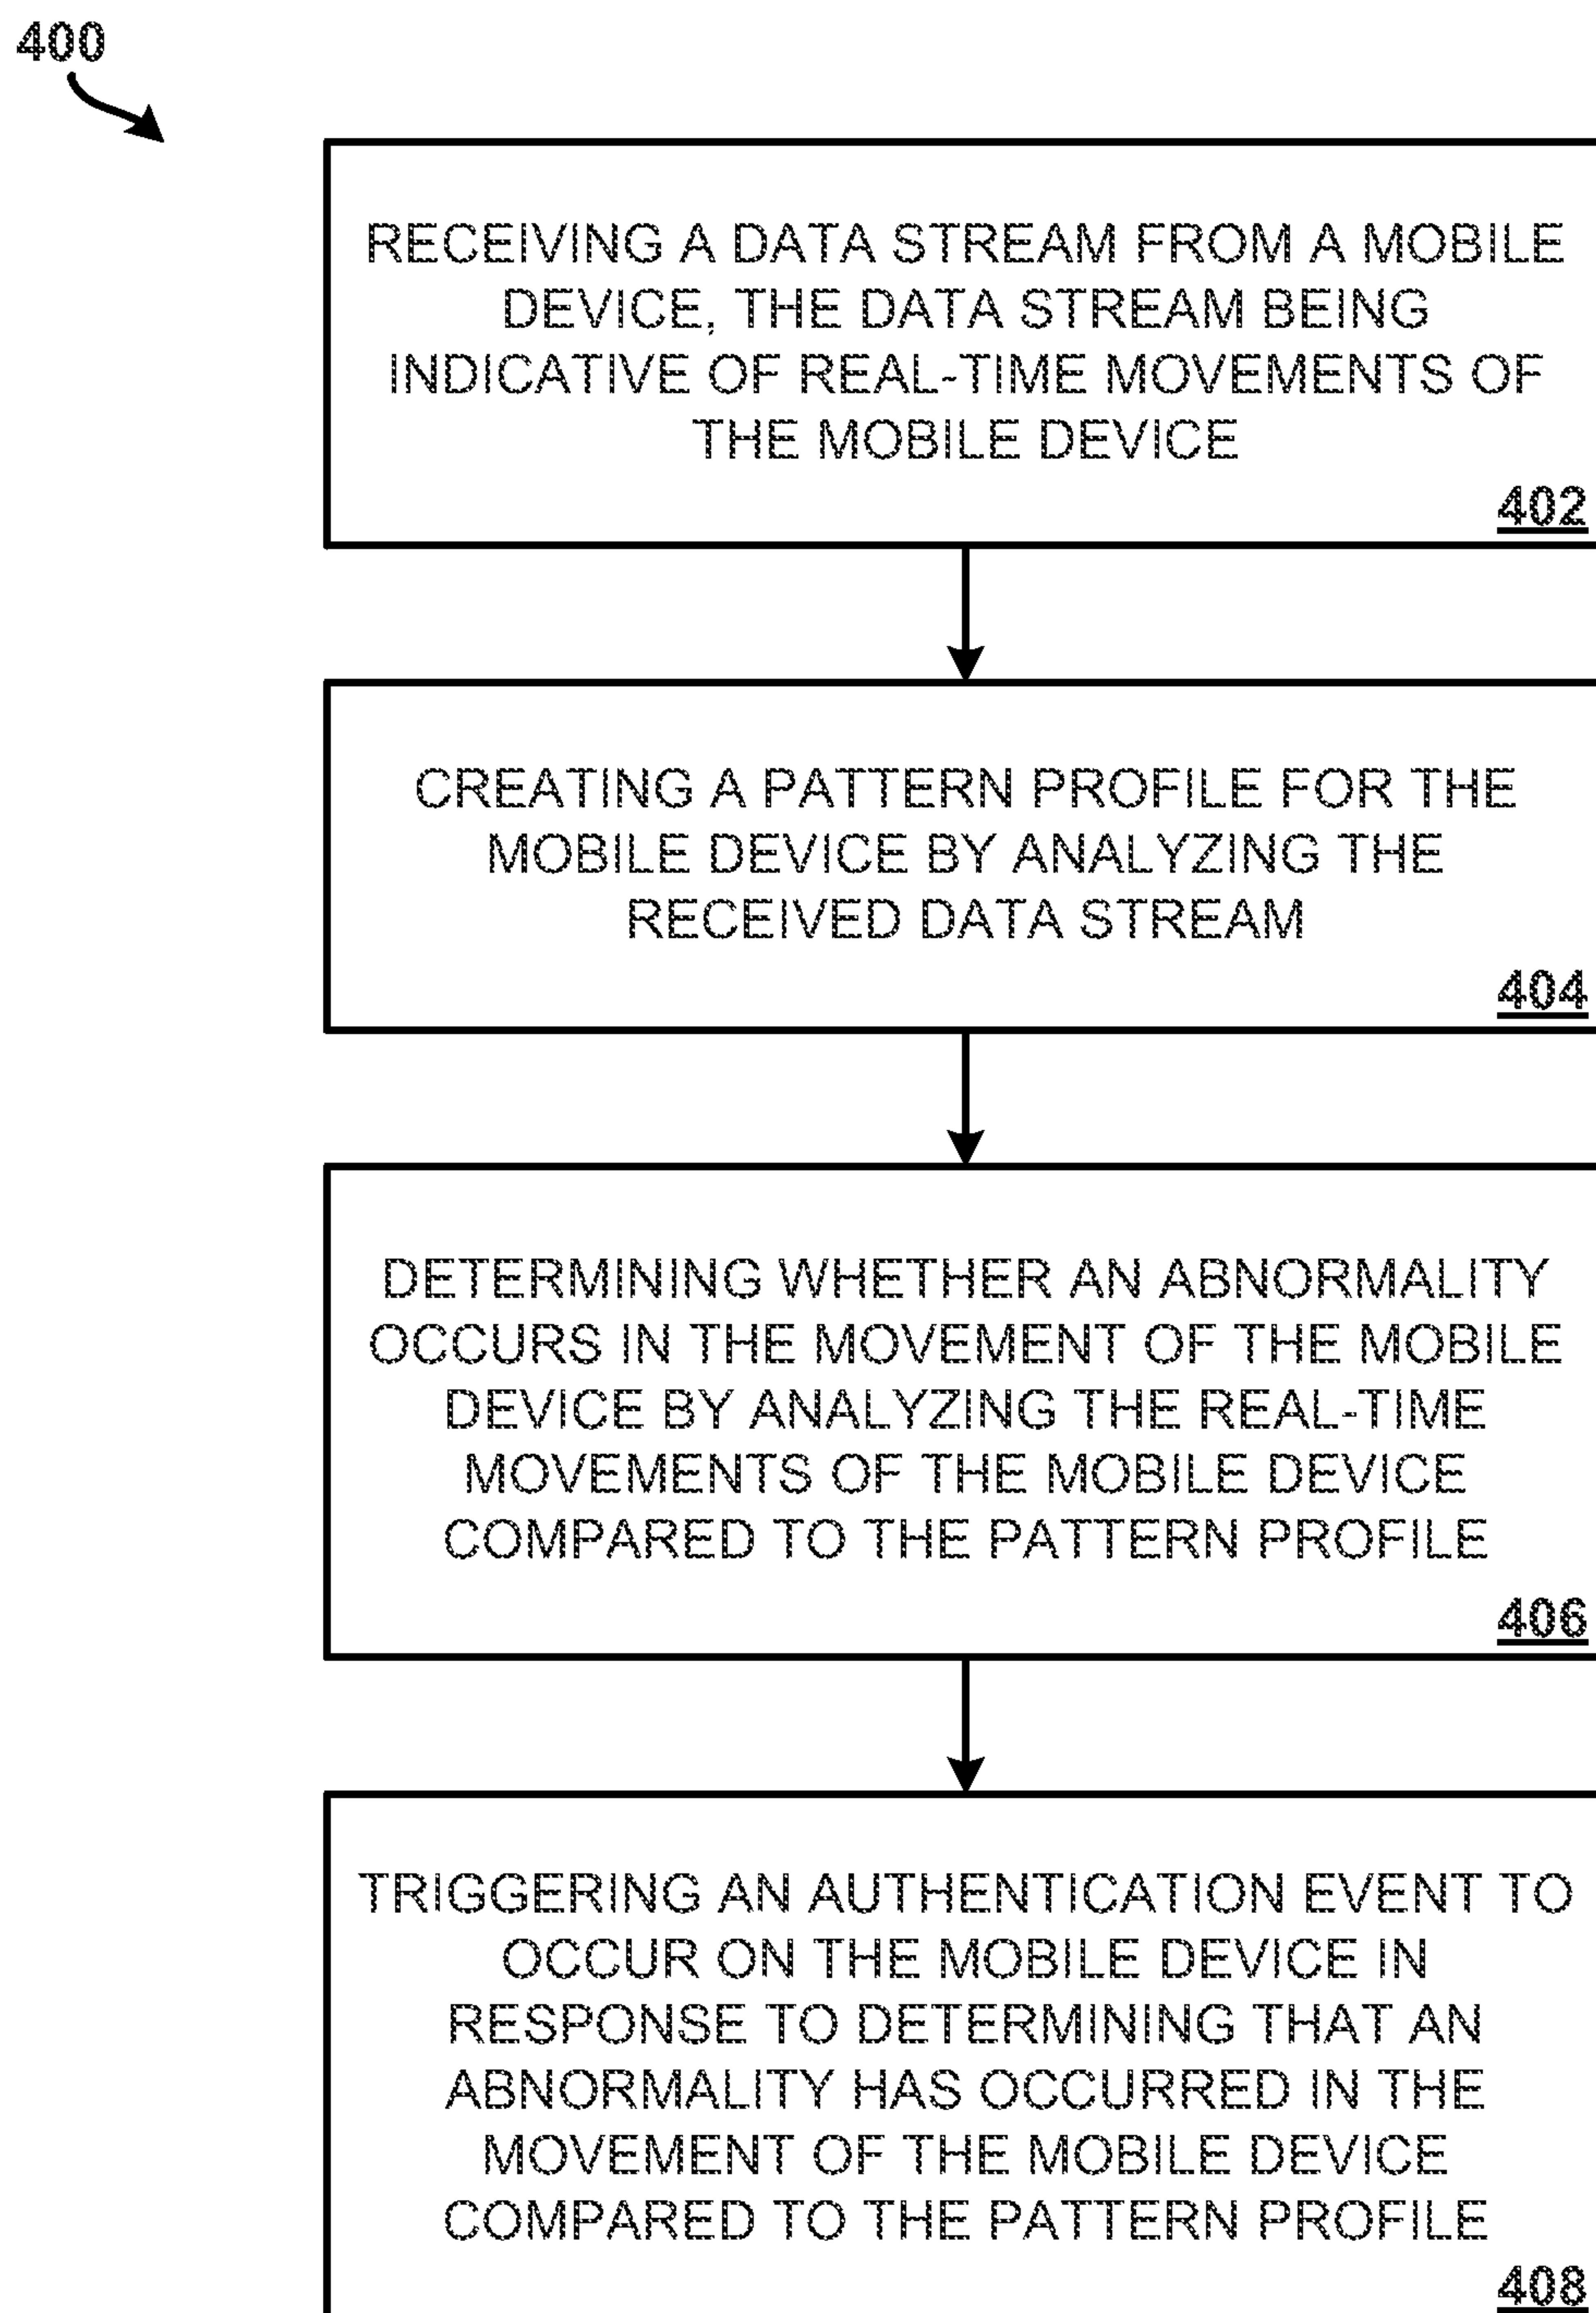 400
RECEIVING A DATA STREAM FROM A MOBILE
DEVICE, THE DATA STREAM BEING
INDICATIVE OF REAL-TIME MOVEMENTS OF
THE MOBILE DEVICE
402
CREATING A PATTERN PROFILE FOR THE
MOBILE DEVICE BY ANALYZING THE
RECEIVED DATA STREAM
404
DETERMINING WHETHER AN ABNORMALITY
OCCURS IN THE MOVEMENT OF THE MOBILE
DEVICE BY ANALYZING THE REAL-TIME
MOVEMENTS OF THE MOBILE DEVICE
COMPARED TO THE PATTERN PROFILE
406
TRIGGERING AN AUTHENTICATION EVENT TO
OCCUR ON THE MOBILE DEVICE IN
RESPONSE TO DETERMINING THAT AN
ABNORMALITY HAS OCCURRED IN THE
MOVEMENT OF THE MOBILE DEVICE
COMPARED TO THE PATTERN PROFILE
408